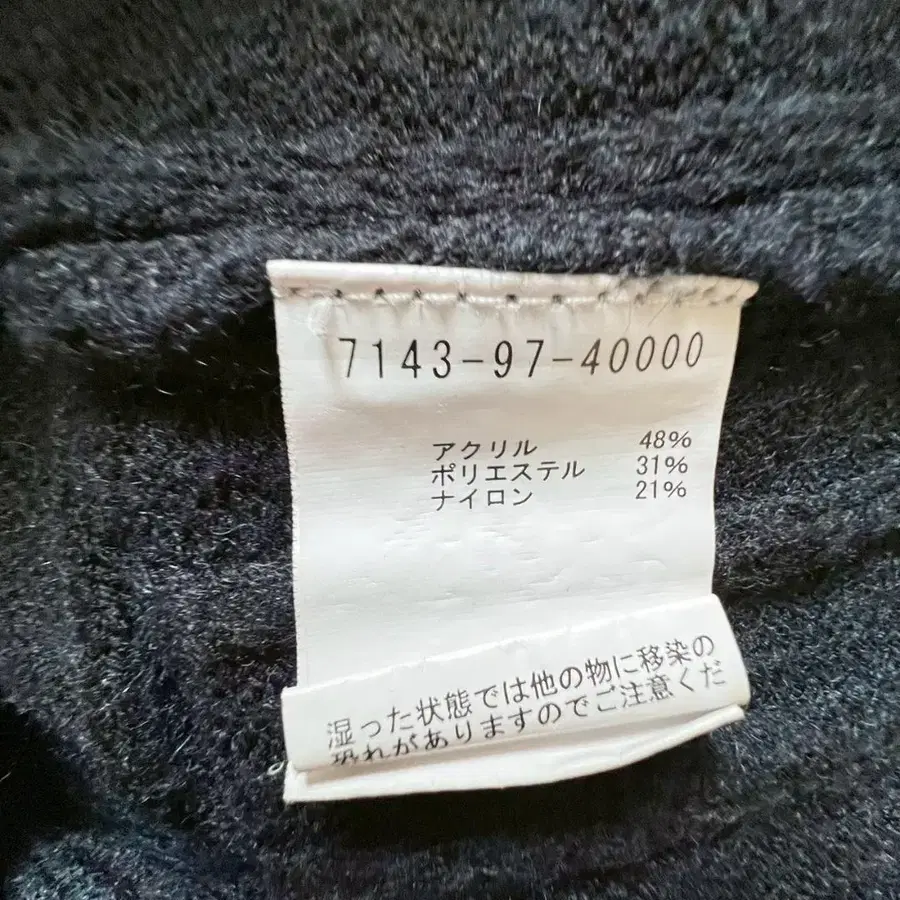 7143-97-40000
アクリル 48%
ポリエステル 31%
ナイロン 21%
湿った状態では他の物に移染の
恐れがありますのでご注意くだ